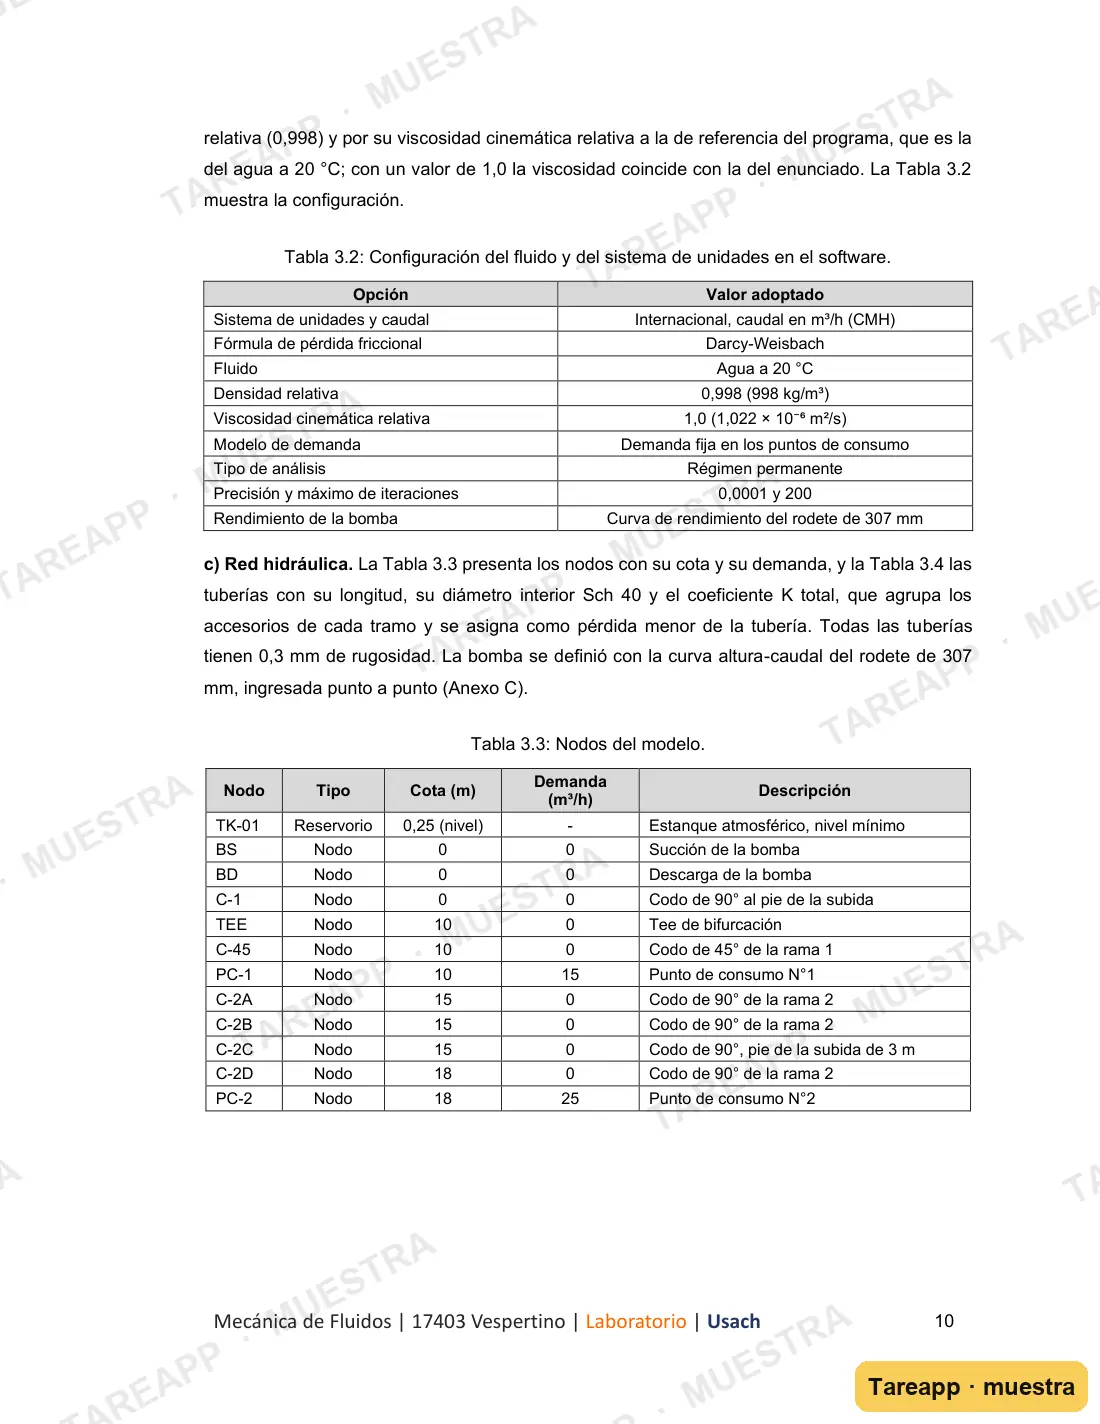 relativa (0,998) y por su viscosidad cinemática relativa a la de referencia del programa, que es la
del agua a 20 °C; con un valor de 1,0 la viscosidad coincide con la del enunciado. La Tabla 3.2
muestra la configuración.
Tabla 3.2: Configuración del fluido y del sistema de unidades en el software.
Opción Valor adoptado
Sistema de unidades y caudal Internacional, caudal en m³/h (CMH)
Fórmula de pérdida friccional Darcy-Weisbach
Fluido Agua a 20 °C
Densidad relativa 0,998 (998 kg/m³)
Viscosidad cinemática relativa 1,0 (1,022 × 10⁻⁶ m²/s)
Modelo de demanda Demanda fija en los puntos de consumo
Tipo de análisis Régimen permanente
Precisión y máximo de iteraciones 0,0001 y 200
Rendimiento de la bomba Curva de rendimiento del rodete de 307 mm
c) Red hidráulica. La Tabla 3.3 presenta los nodos con su cota y su demanda, y la Tabla 3.4 las
tuberías con su longitud, su diámetro interior Sch 40 y el coeficiente K total, que agrupa los
accesorios de cada tramo y se asigna como pérdida menor de la tubería. Todas las tuberías
tienen 0,3 mm de rugosidad. La bomba se definió con la curva altura-caudal del rodete de 307
mm, ingresada punto a punto (Anexo C).
Tabla 3.3: Nodos del modelo.
Nodo Tipo Cota (m) Demanda (m³/h) Descripción
TK-01 Reservorio 0,25 (nivel) - Estanque atmosférico, nivel mínimo
BS Nodo 0 0 Succión de la bomba
BD Nodo 0 0 Descarga de la bomba
C-1 Nodo 0 0 Codo de 90° al pie de la subida
TEE Nodo 10 0 Tee de bifurcación
C-45 Nodo 10 0 Codo de 45° de la rama 1
PC-1 Nodo 10 15 Punto de consumo N°1
C-2A Nodo 15 0 Codo de 90° de la rama 2
C-2B Nodo 15 0 Codo de 90° de la rama 2
C-2C Nodo 15 0 Codo de 90°, pie de la subida de 3 m
C-2D Nodo 18 0 Codo de 90° de la rama 2
PC-2 Nodo 18 25 Punto de consumo N°2
Mecánica de Fluidos | 17403 Vespertino | Laboratorio | Usach 10
Tareapp · muestra
TAREAPP · MUESTRA